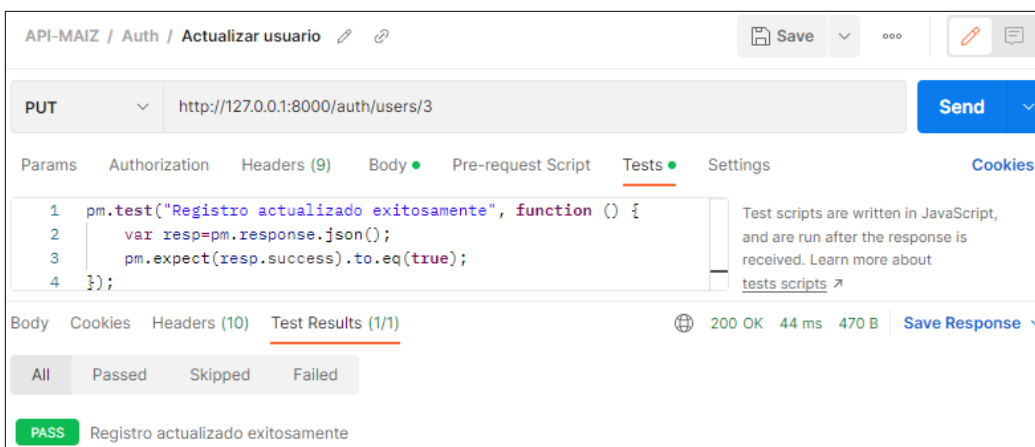 API-MAIZ / Auth / Actualizar usuario Save ooo
PUT http://127.0.0.1:8000/auth/users/3 Send
Params Authorization Headers (9) Body Pre-request Script Tests Settings Cookies
1 pm.test("Registro actualizado exitosamente", function () {
2 var resp=pm.response.json();
3 pm.expect(resp.success).to.eq(true);
4 });
Test scripts are written in JavaScript,
and are run after the response is
received. Learn more about
tests scripts ↗
Body Cookies Headers (10) Test Results (1/1) 200 OK 44 ms 470 B Save Response
All Passed Skipped Failed
PASS Registro actualizado exitosamente